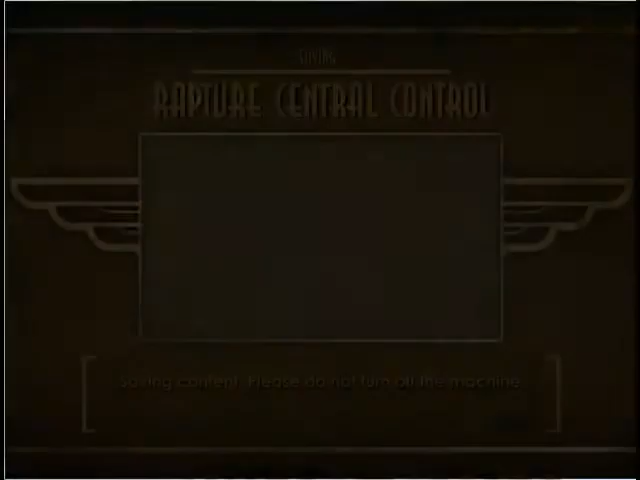 SAVING
RAPTURE CENTRAL CONTROL
Saving content. Please do not turn off the machine.